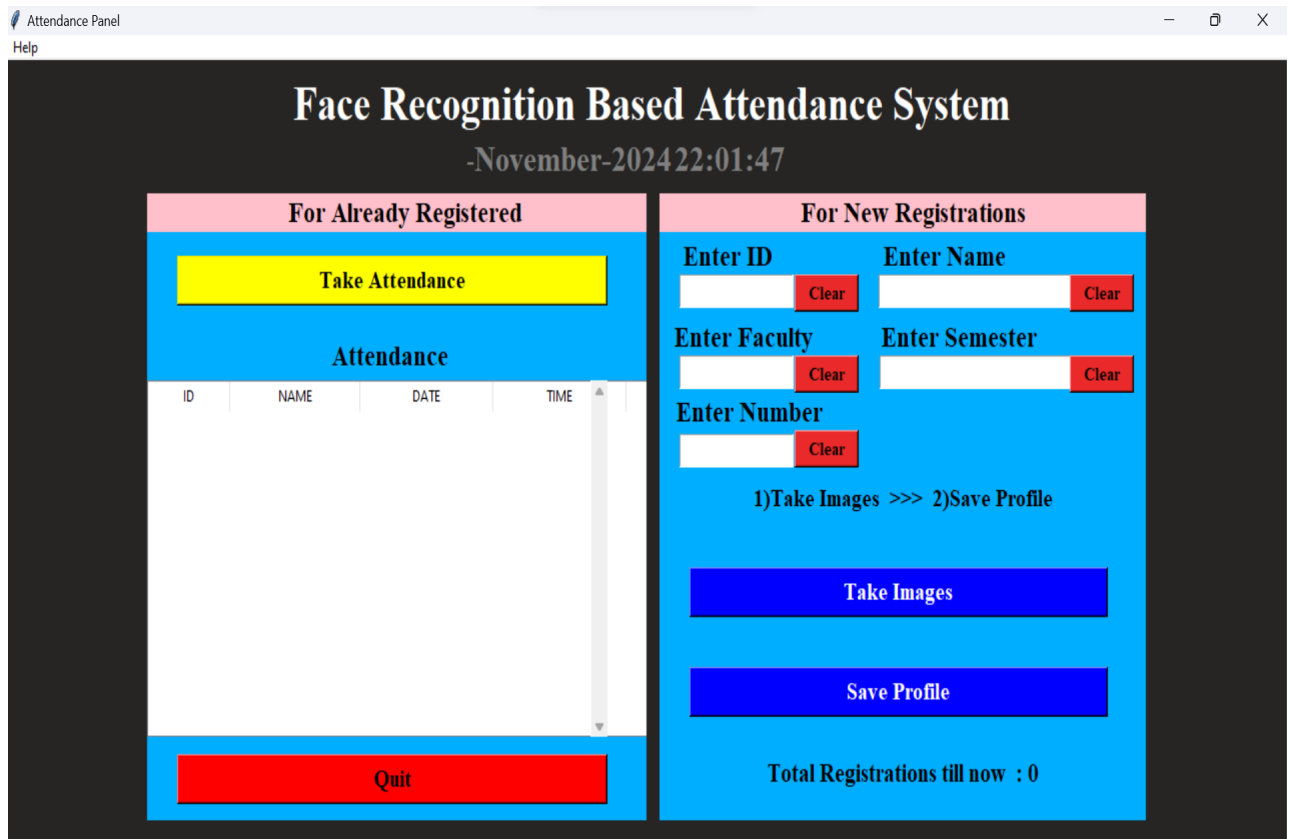 Attendance Panel
Help
Face Recognition Based Attendance System
-November-2024 22:01:47
For Already Registered
Take Attendance
Attendance
ID NAME DATE TIME
Quit
For New Registrations
Enter ID Enter Name
Clear Clear
Enter Faculty Enter Semester
Clear Clear
Enter Number
Clear
1)Take Images >>> 2)Save Profile
Take Images
Save Profile
Total Registrations till now : 0